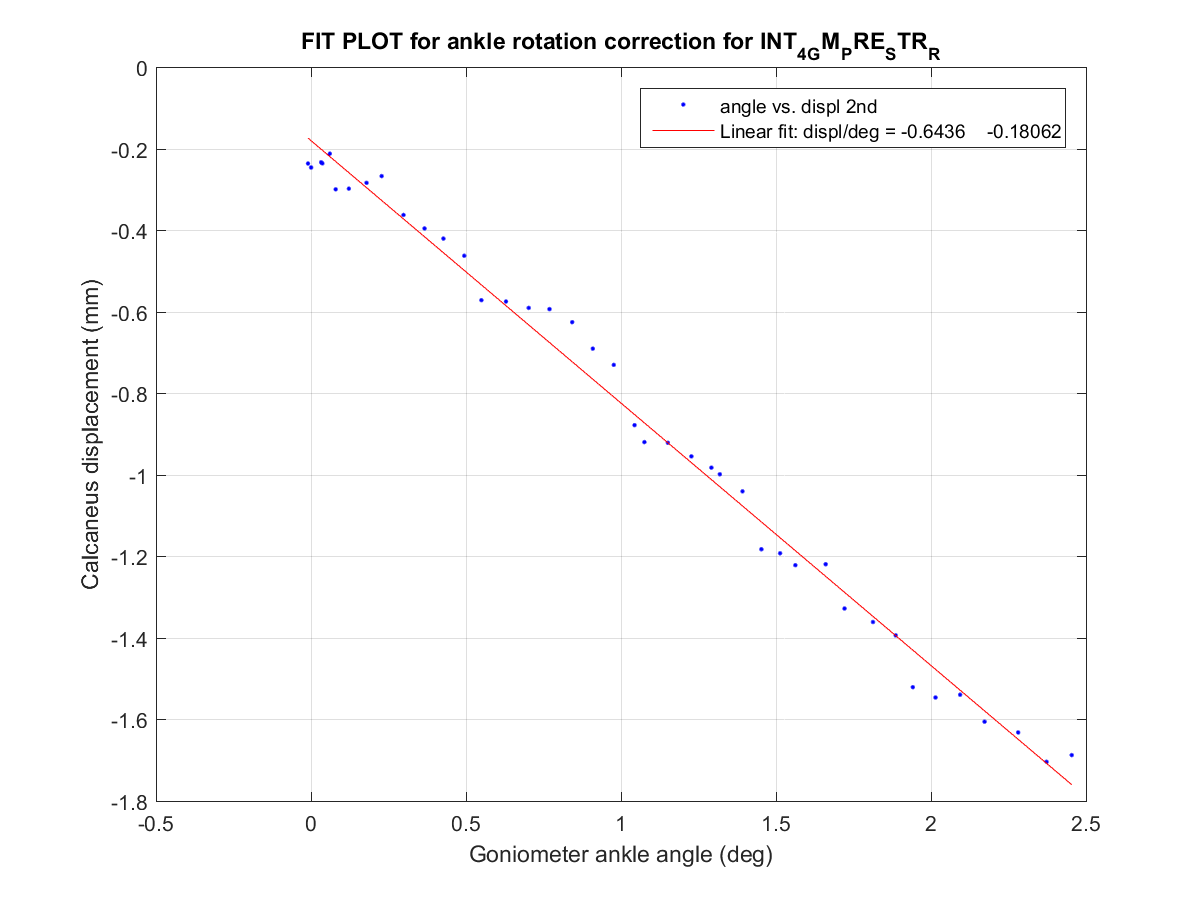 FIT PLOT for ankle rotation correction for INT₄GMₚREₛTRᵣ
angle vs. displ 2nd
Linear fit: displ/deg = -0.6436 -0.18062
Calcaneus displacement (mm)
0
-0.2
-0.4
-0.6
-0.8
-1
-1.2
-1.4
-1.6
-1.8
-0.5 0 0.5 1 1.5 2 2.5
Goniometer ankle angle (deg)